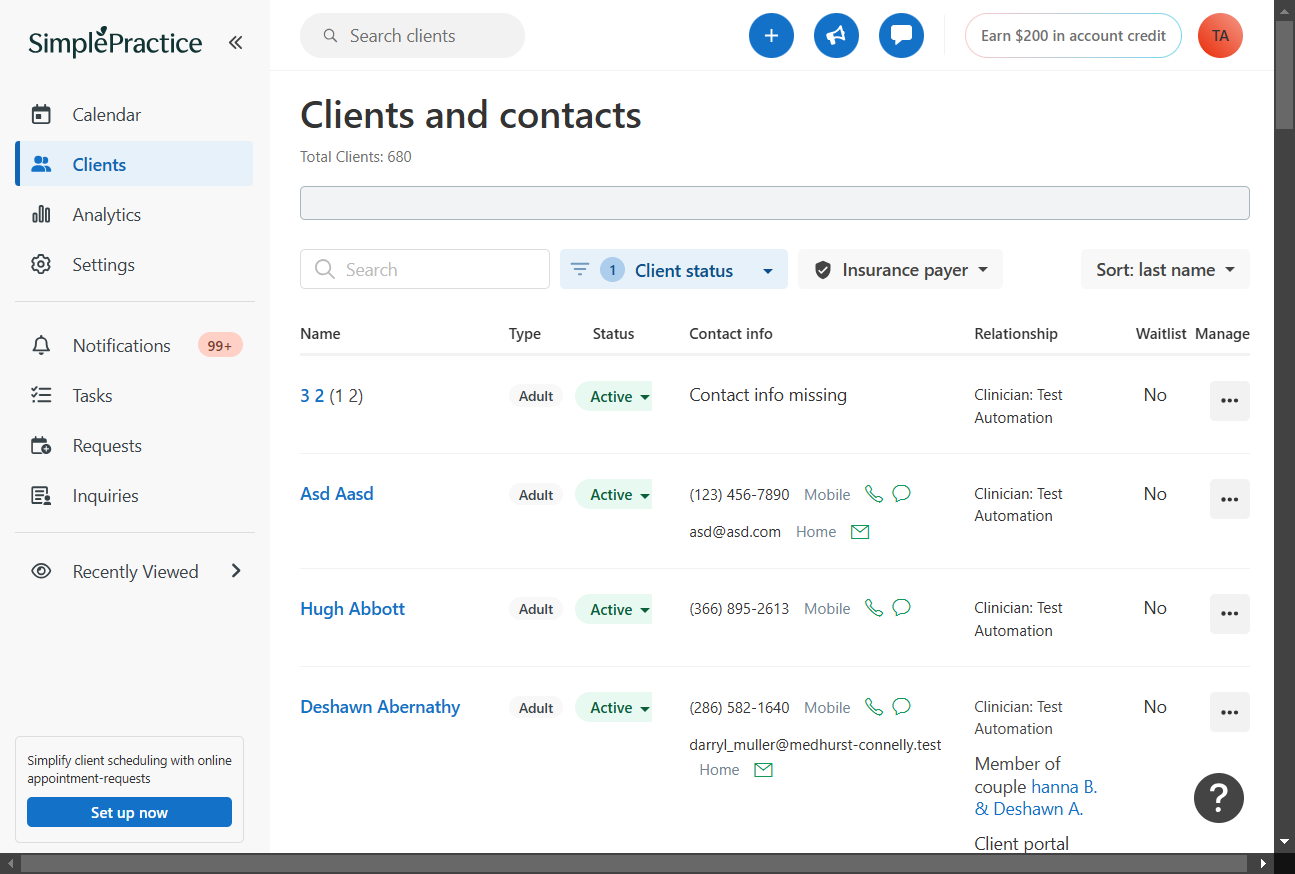 SimplePractice
Search clients
Earn $200 in account credit
TA
Calendar
Clients
Analytics
Settings
Notifications 99+
Tasks
Requests
Inquiries
Recently Viewed
Simplify client scheduling with online
appointment-requests
Set up now
Clients and contacts
Total Clients: 680
Search
1 Client status
Insurance payer
Sort: last name
Name Type Status Contact info Relationship Waitlist Manage
3 2 (1 2) Adult Active Contact info missing Clinician: Test No
Automation
Asd Aasd Adult Active (123) 456-7890 Mobile Clinician: Test No
Automation
asd@asd.com Home
Hugh Abbott Adult Active (366) 895-2613 Mobile Clinician: Test No
Automation
Deshawn Abernathy Adult Active (286) 582-1640 Mobile Clinician: Test No
Automation
darryl_muller@medhurst-connelly.test
Home
Member of
couple hanna B.
& Deshawn A.
Client portal
?